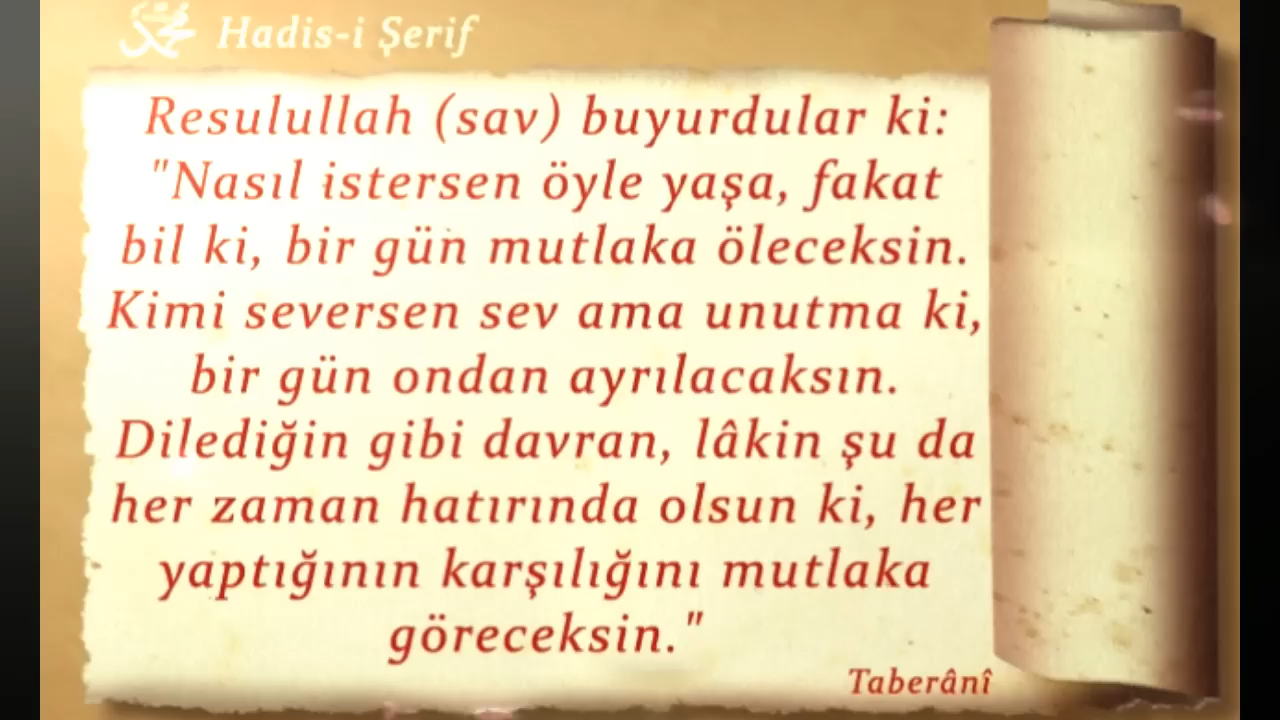 Hadis-i Şerif
Resulullah (sav) buyurdular ki:
"Nasıl istersen öyle yaşa, fakat
bil ki, bir gün mutlaka öleceksin.
Kimi seversen sev ama unutma ki,
bir gün ondan ayrılacaksın.
Dilediğin gibi davran, lâkin şu da
her zaman hatırında olsun ki, her
yaptığının karşılığını mutlaka
göreceksin."
Taberânî